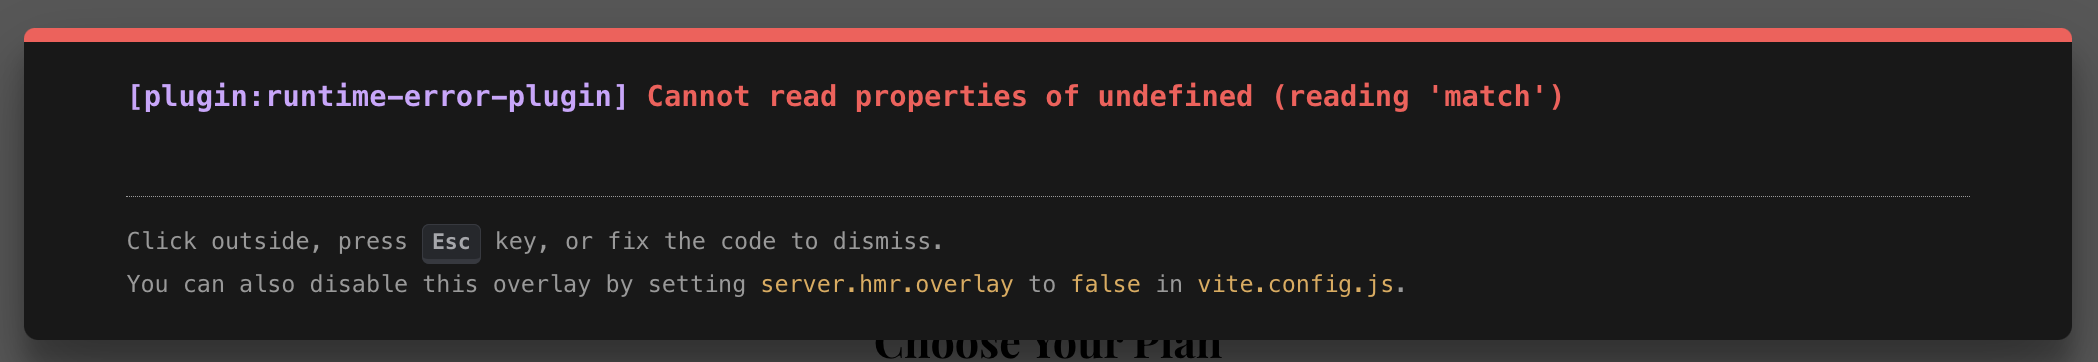 [plugin:runtime-error-plugin] Cannot read properties of undefined (reading 'match')
Click outside, press Esc key, or fix the code to dismiss.
You can also disable this overlay by setting server.hmr.overlay to false in vite.config.js.
Choose Your Plan